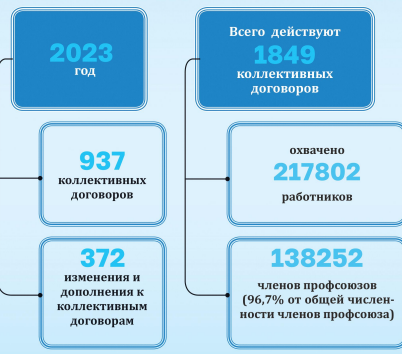 2023
год
937
коллективных
договоров
372
изменения и
дополнения к
коллективным
договорам
Всего действуют
1849
коллективных
договоров
охвачено
217802
работников
138252
членов профсоюзов
(96,7% от общей числен-
ности членов профсоюза)